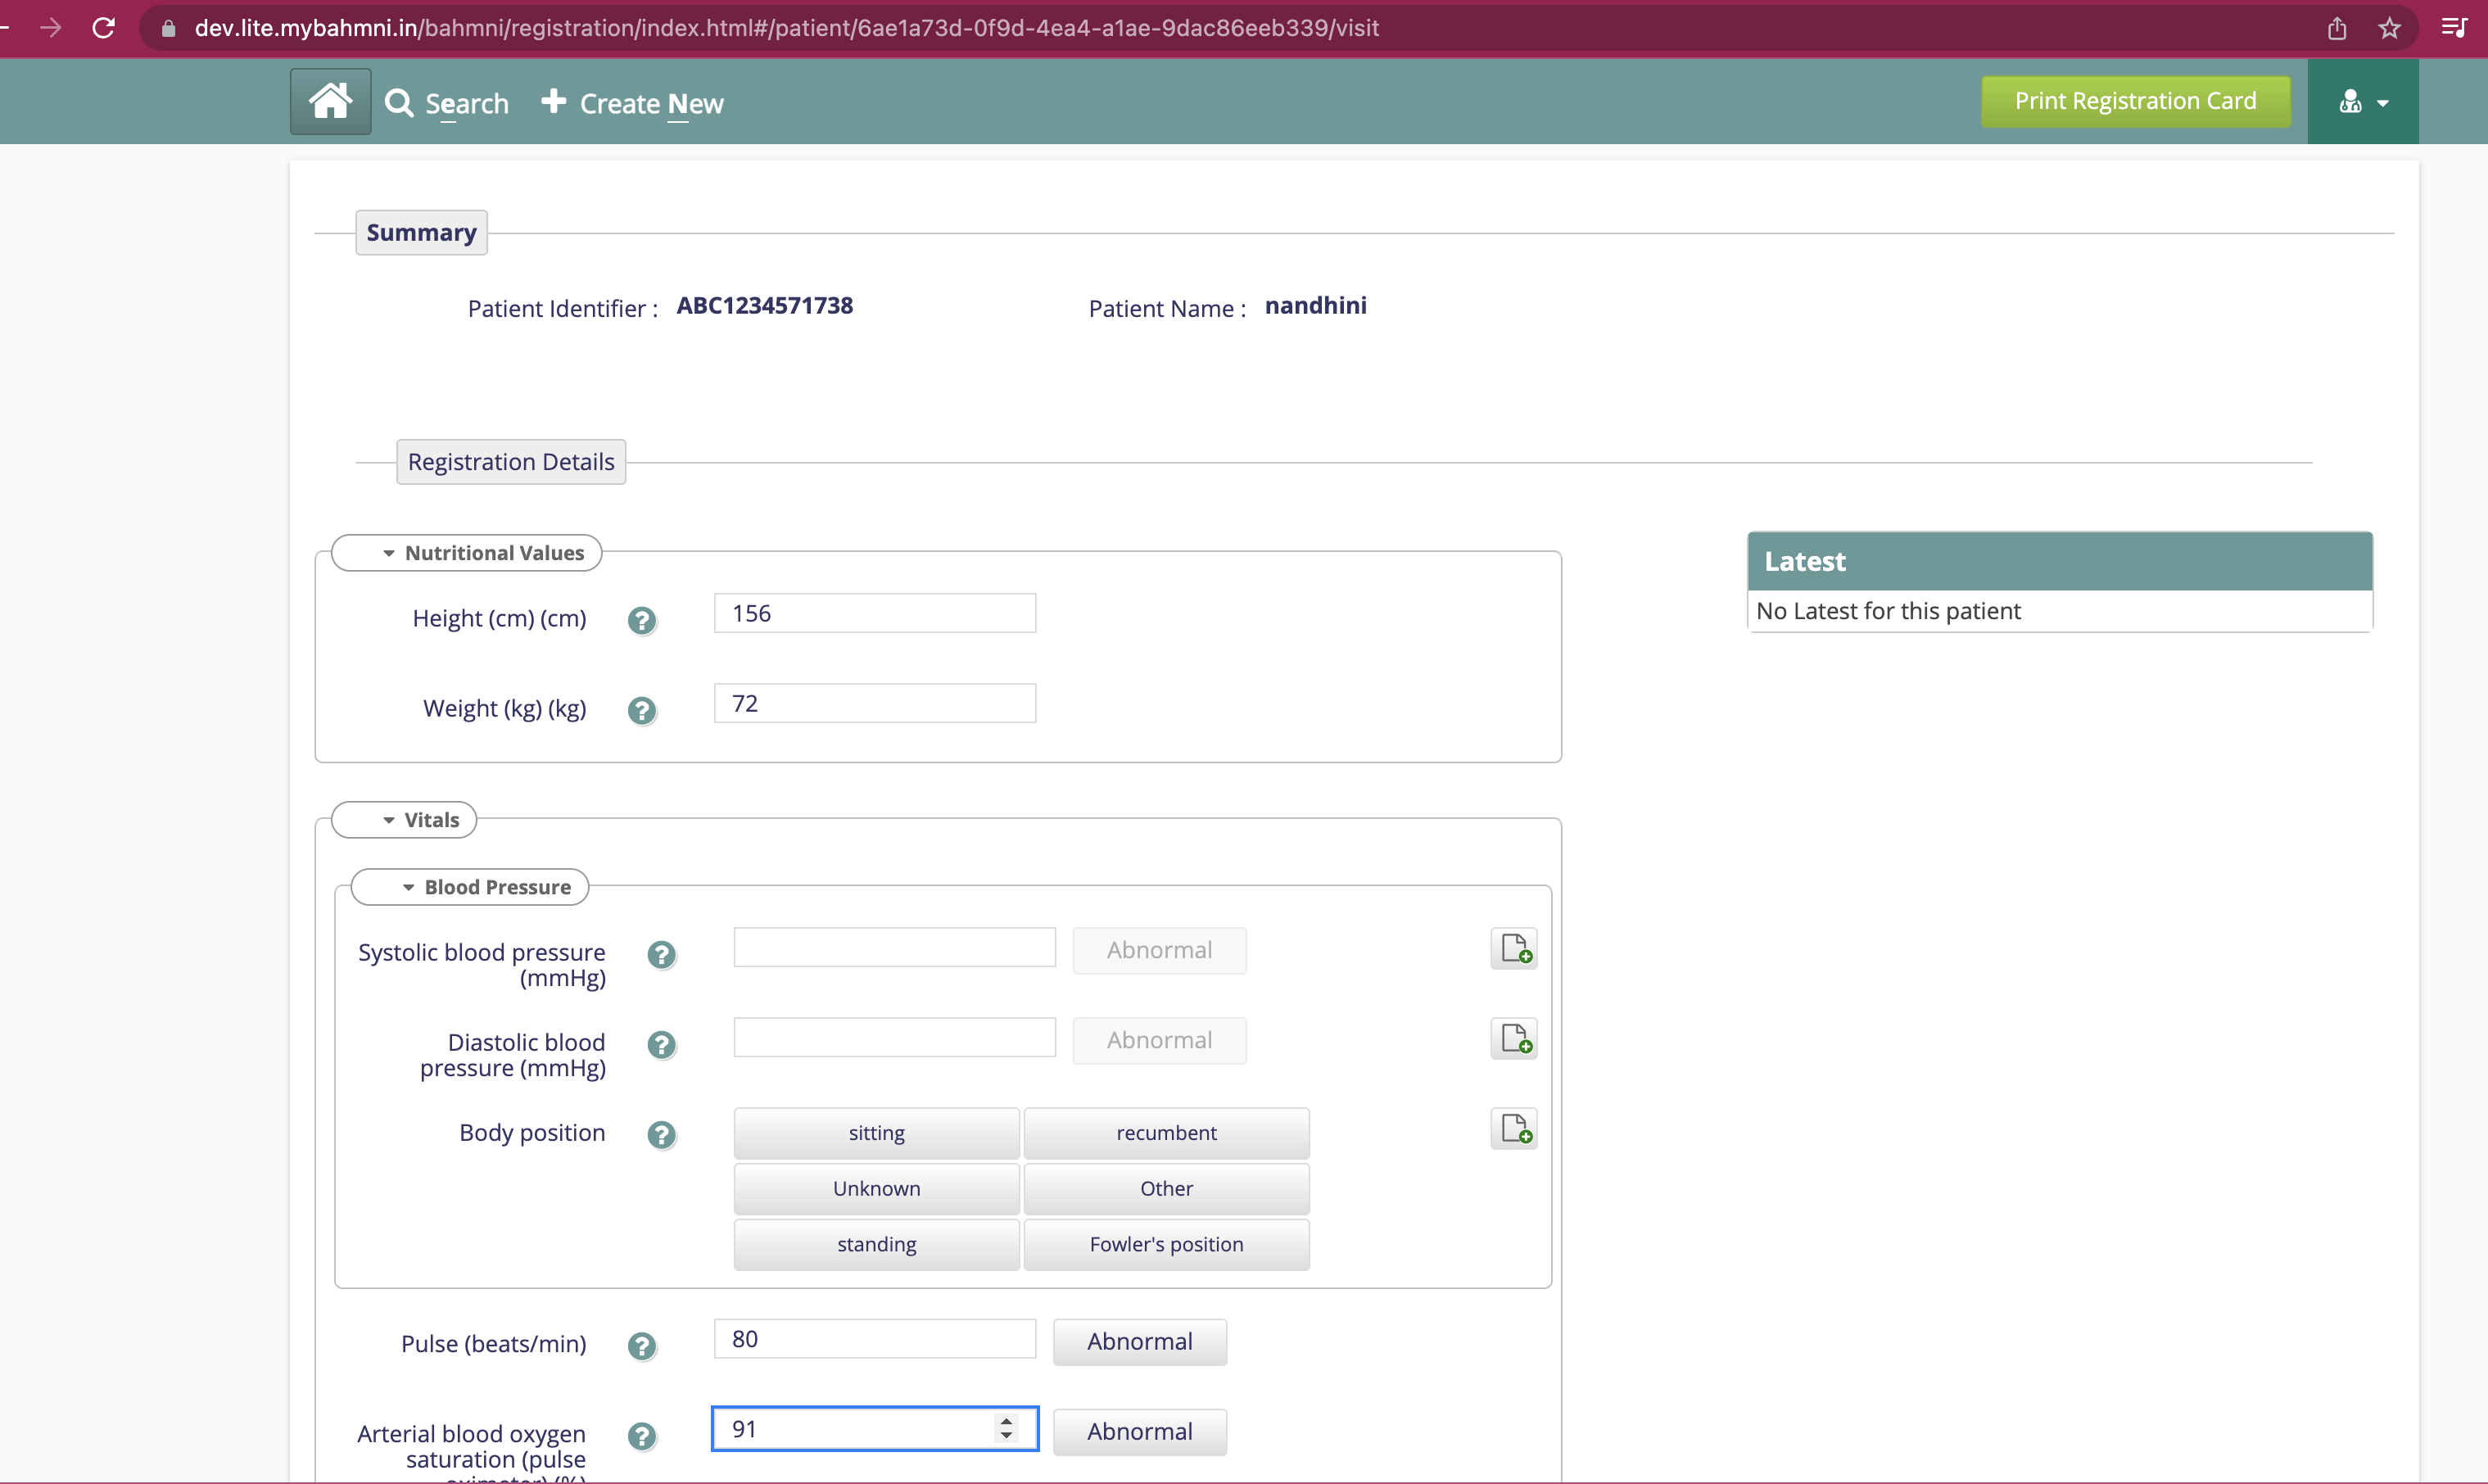 dev.lite.mybahmni.in/bahmni/registration/index.html#/patient/6ae1a73d-0f9d-4ea4-a1ae-9dac86eeb339/visit
Search
Create New
Print Registration Card
Summary
Patient Identifier : ABC1234571738
Patient Name : nandhini
Registration Details
Nutritional Values
Height (cm) (cm)
?
156
Weight (kg) (kg)
?
72
Latest
No Latest for this patient
Vitals
Blood Pressure
Systolic blood pressure
(mmHg)
?
Abnormal
Diastolic blood
pressure (mmHg)
?
Abnormal
Body position
?
sitting
recumbent
Unknown
Other
standing
Fowler's position
Pulse (beats/min)
?
80
Abnormal
Arterial blood oxygen
saturation (pulse
oximeter) (%)
?
91
Abnormal